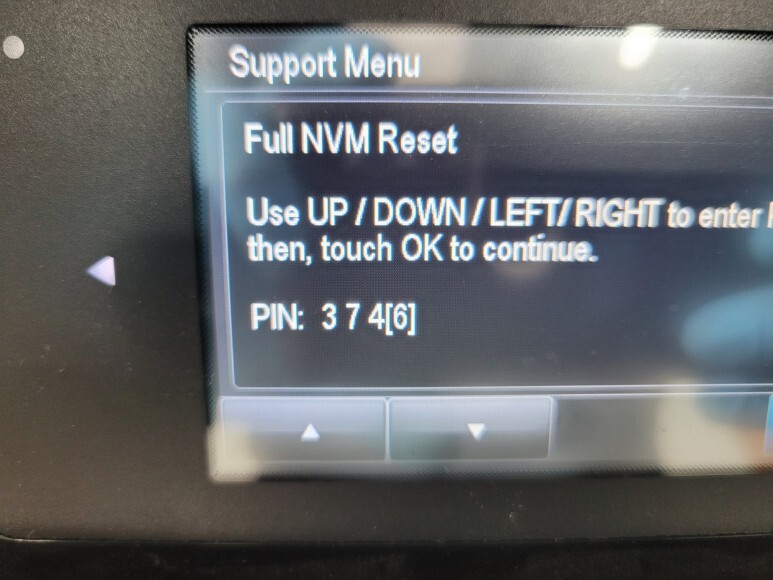 Support Menu
Full NVM Reset
Use UP / DOWN / LEFT/ RIGHT to enter
then, touch OK to continue.
PIN: 3 7 4[6]